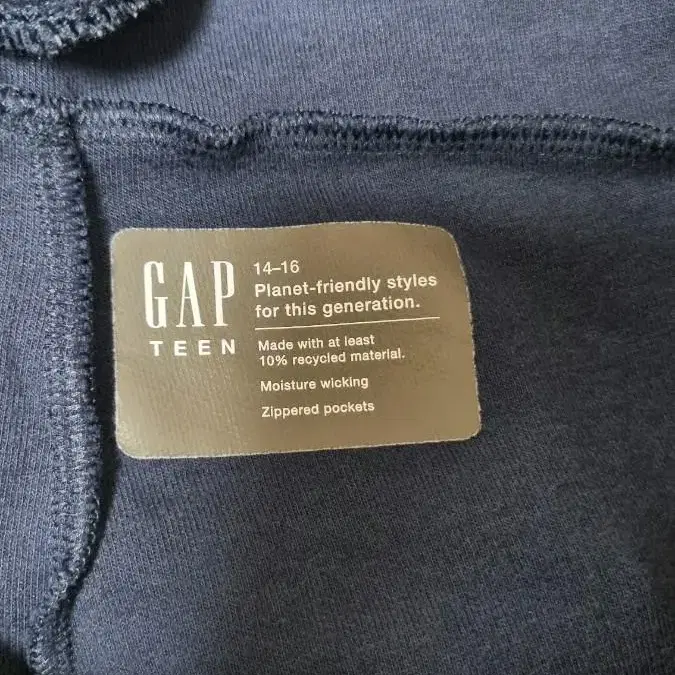 GAP
TEEN
14–16
Planet-friendly styles
for this generation.
Made with at least
10% recycled material.
Moisture wicking
Zippered pockets